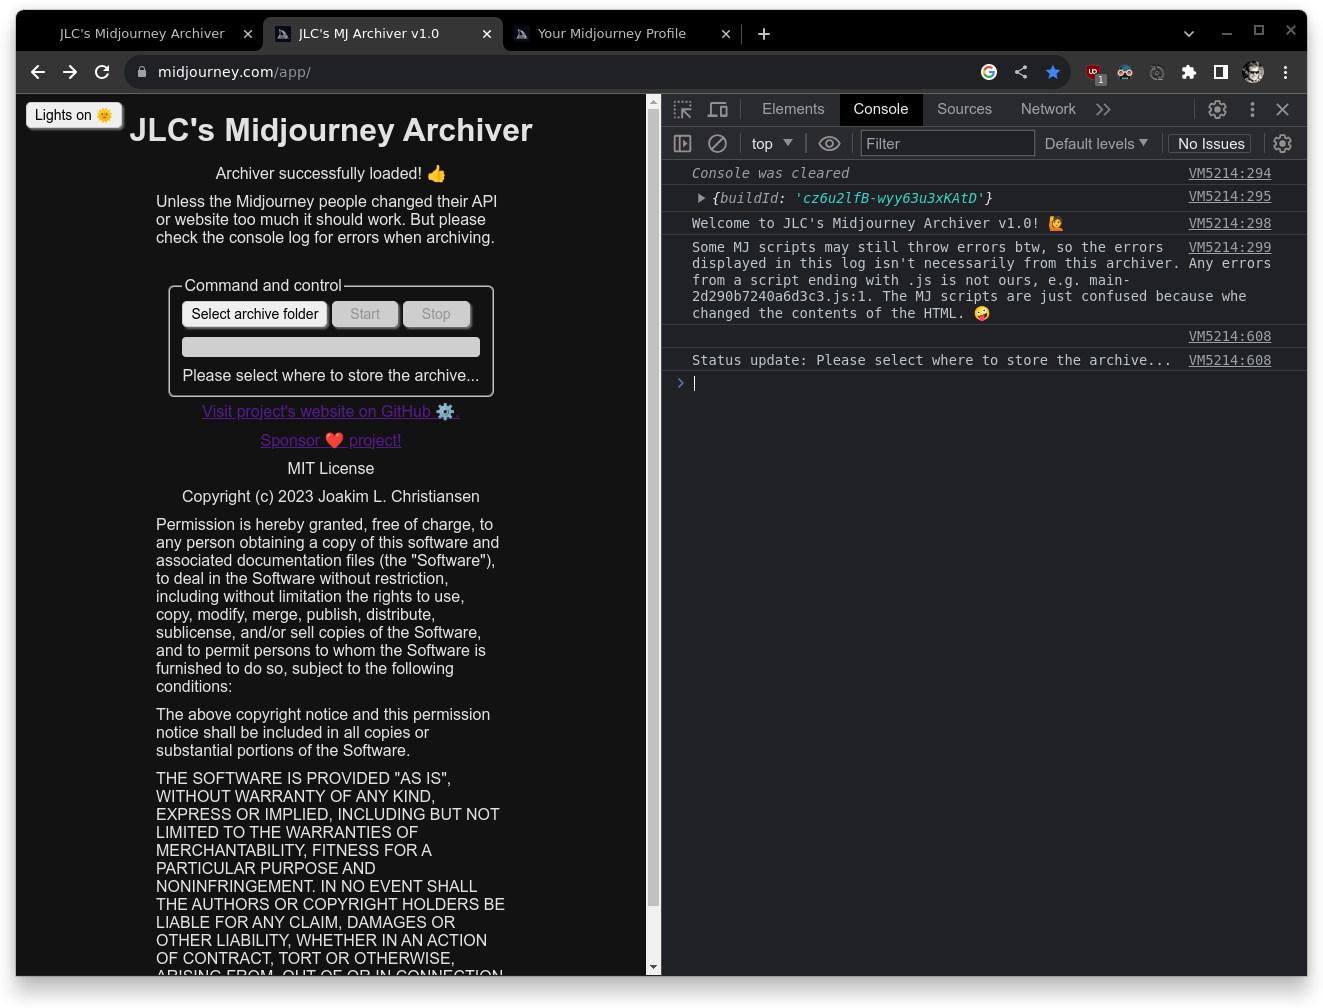 JLC's Midjourney Archiver
JLC's MJ Archiver v1.0
Your Midjourney Profile
midjourney.com/app/
1
Lights on 🌞
JLC's Midjourney Archiver
Archiver successfully loaded! 👍
Unless the Midjourney people changed their API
or website too much it should work. But please
check the console log for errors when archiving.
Command and control
Select archive folder Start Stop
Please select where to store the archive...
Visit project's website on GitHub ⚙️.
Sponsor ❤️ project!
MIT License
Copyright (c) 2023 Joakim L. Christiansen
Permission is hereby granted, free of charge, to
any person obtaining a copy of this software and
associated documentation files (the "Software"),
to deal in the Software without restriction,
including without limitation the rights to use,
copy, modify, merge, publish, distribute,
sublicense, and/or sell copies of the Software,
and to permit persons to whom the Software is
furnished to do so, subject to the following
conditions:
The above copyright notice and this permission
notice shall be included in all copies or
substantial portions of the Software.
THE SOFTWARE IS PROVIDED "AS IS",
WITHOUT WARRANTY OF ANY KIND,
EXPRESS OR IMPLIED, INCLUDING BUT NOT
LIMITED TO THE WARRANTIES OF
MERCHANTABILITY, FITNESS FOR A
PARTICULAR PURPOSE AND
NONINFRINGEMENT. IN NO EVENT SHALL
THE AUTHORS OR COPYRIGHT HOLDERS BE
LIABLE FOR ANY CLAIM, DAMAGES OR
OTHER LIABILITY, WHETHER IN AN ACTION
OF CONTRACT, TORT OR OTHERWISE,
ARISING FROM, OUT OF OR IN CONNECTION
Elements Console Sources Network
top Filter Default levels No Issues
Console was cleared VM5214:294
{buildId: 'cz6u2lfB-wyy63u3xKAtD'} VM5214:295
Welcome to JLC's Midjourney Archiver v1.0! 🙋 VM5214:298
Some MJ scripts may still throw errors btw, so the errors VM5214:299
displayed in this log isn't necessarily from this archiver. Any errors
from a script ending with .js is not ours, e.g. main-
2d290b7240a6d3c3.js:1. The MJ scripts are just confused because whe
changed the contents of the HTML. 🤪
VM5214:608
Status update: Please select where to store the archive... VM5214:608